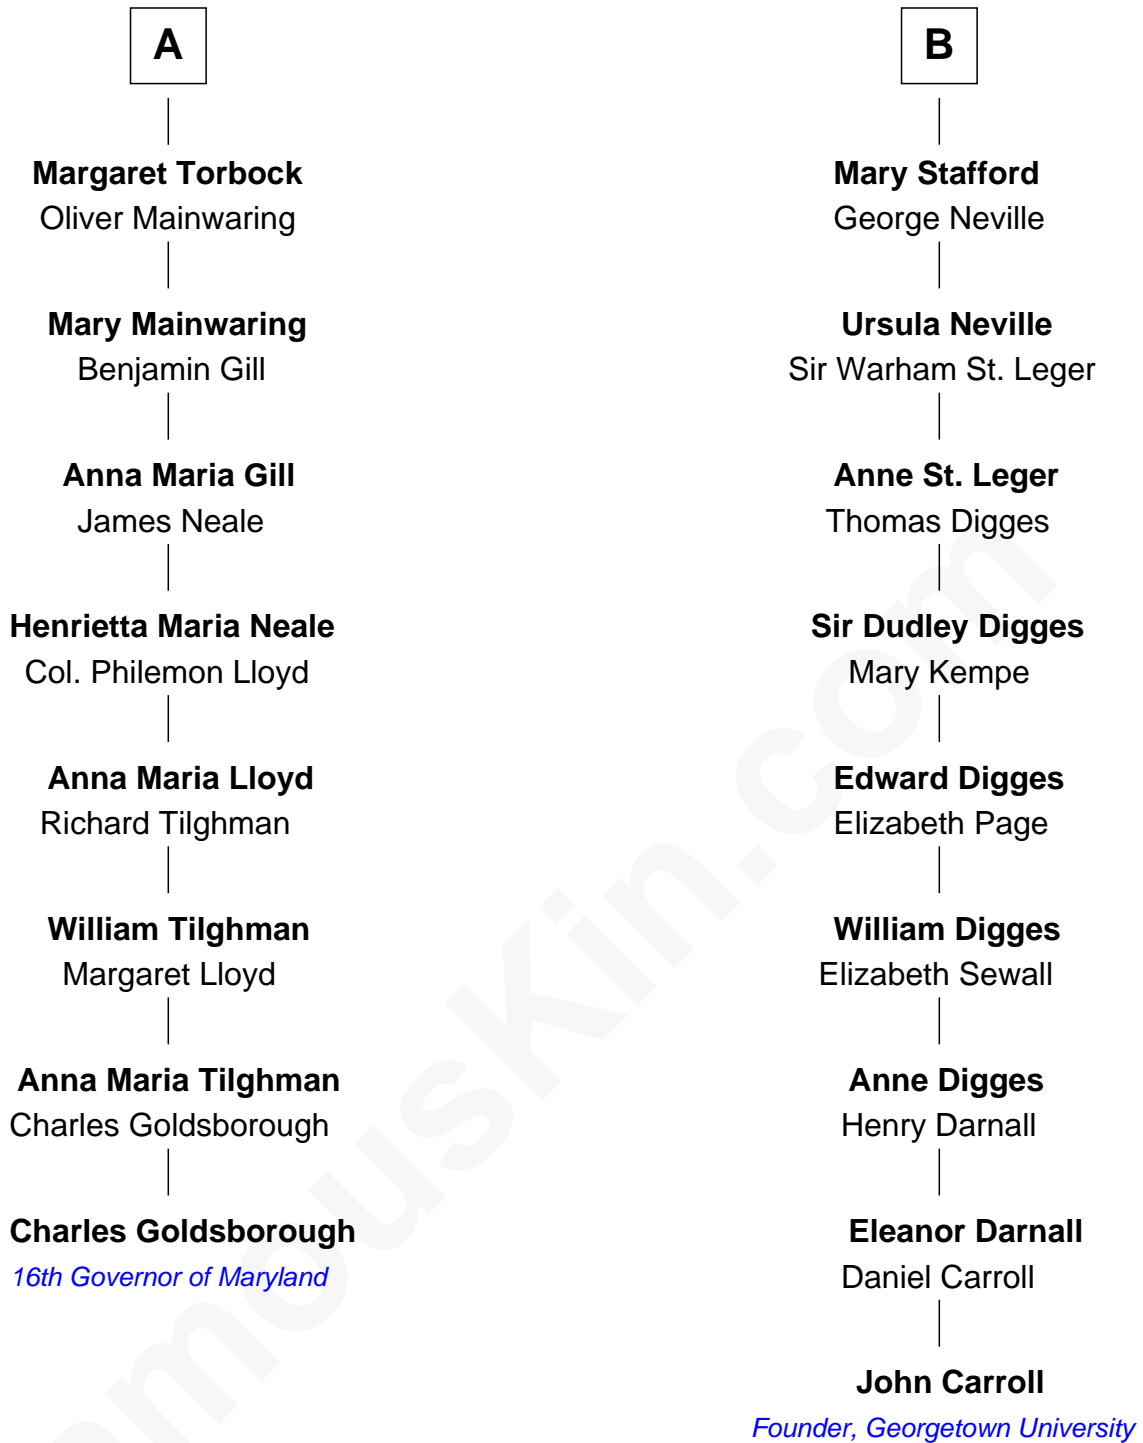 A
Margaret Torbock
Oliver Mainwaring
Mary Mainwaring
Benjamin Gill
Anna Maria Gill
James Neale
Henrietta Maria Neale
Col. Philemon Lloyd
Anna Maria Lloyd
Richard Tilghman
William Tilghman
Margaret Lloyd
Anna Maria Tilghman
Charles Goldsborough
Charles Goldsborough
16th Governor of Maryland
B
Mary Stafford
George Neville
Ursula Neville
Sir Warham St. Leger
Anne St. Leger
Thomas Digges
Sir Dudley Digges
Mary Kempe
Edward Digges
Elizabeth Page
William Digges
Elizabeth Sewall
Anne Digges
Henry Darnall
Eleanor Darnall
Daniel Carroll
John Carroll
Founder, Georgetown University
amousKin.com